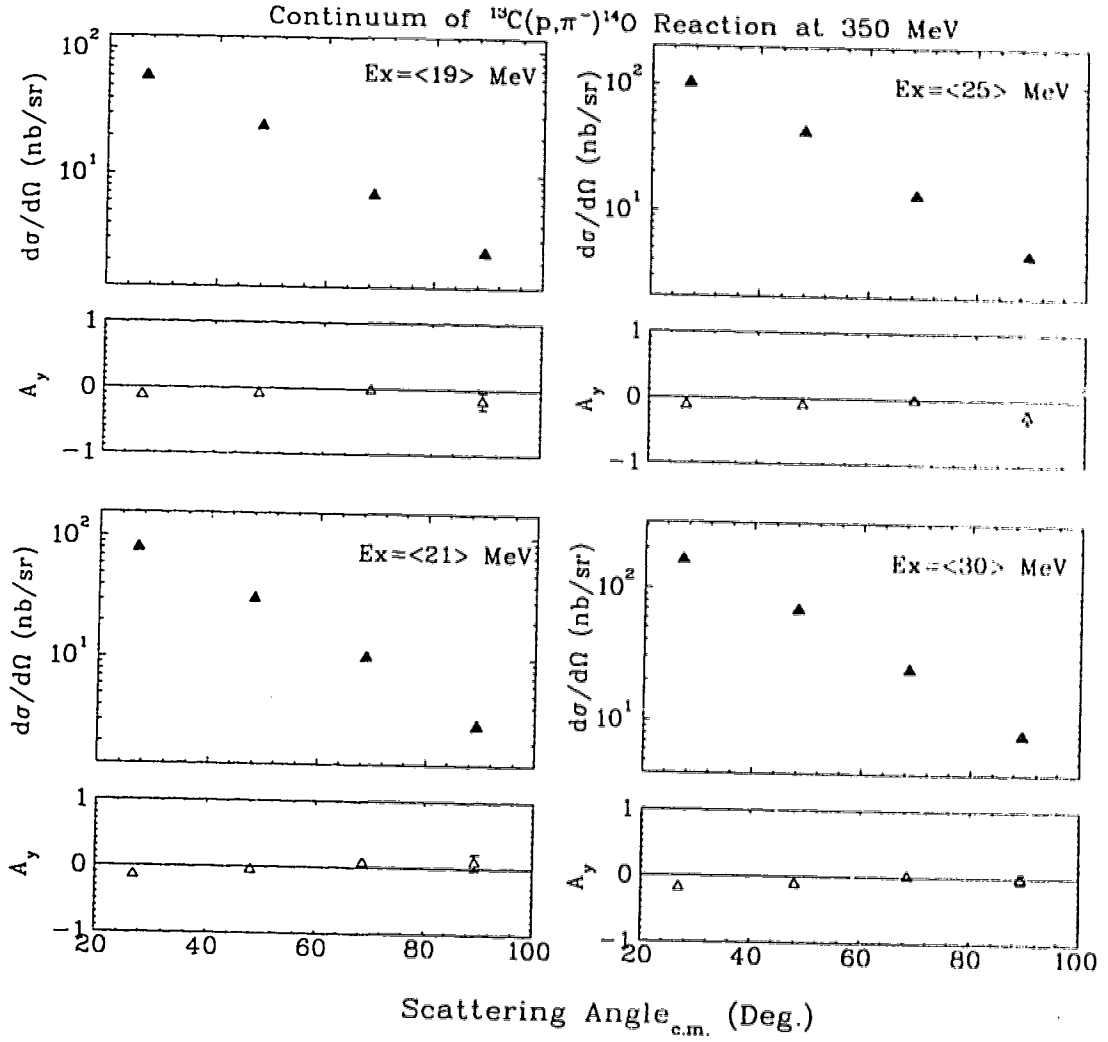 Continuum of ¹³C(p,π⁻)¹⁴O Reaction at 350 MeV
10²
10¹
dσ/dΩ (nb/sr)
Ex=<19> MeV
1
0
−1
A_y
10²
10¹
dσ/dΩ (nb/sr)
Ex=<25> MeV
1
0
−1
A_y
10²
10¹
dσ/dΩ (nb/sr)
Ex=<21> MeV
1
0
−1
A_y
20 40 60 80 100
10²
10¹
dσ/dΩ (nb/sr)
Ex=<30> MeV
1
0
−1
A_y
20 40 60 80 100
Scattering Angle_c.m. (Deg.)